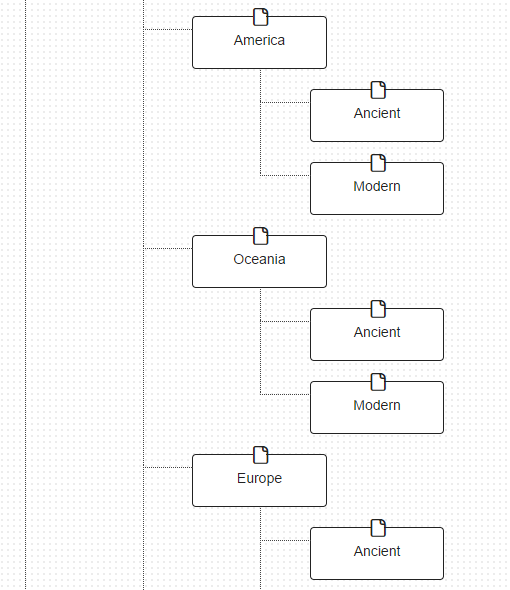 America
Ancient
Modern
Oceania
Ancient
Modern
Europe
Ancient